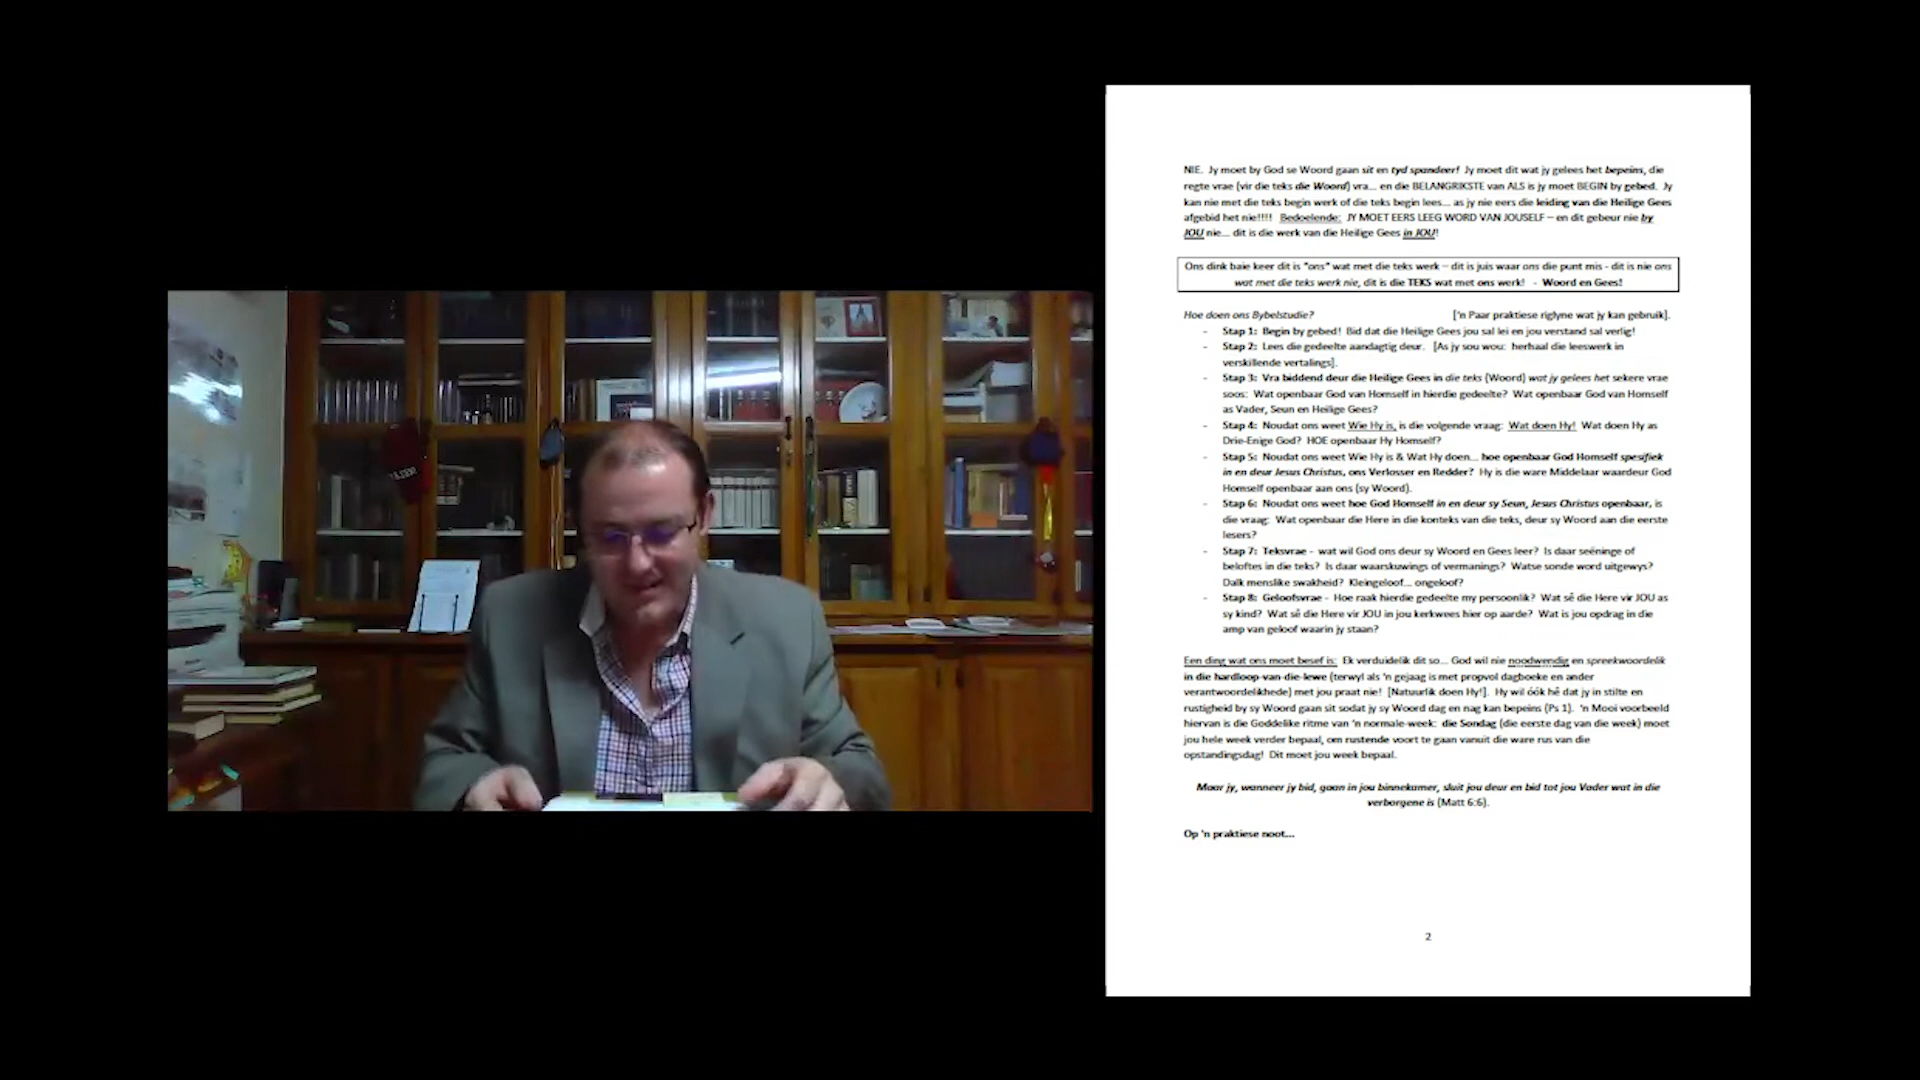 NIE. Jy moet by God se Woord gaan sit en tyd spandeer! Jy moet dit wat jy gelees het bepeins, die
regte vrae (vir die teks die Woord) vra... en die BELANGRIKSTE van ALS is jy moet BEGIN by gebed. Jy
kan nie met die teks begin werk of die teks begin lees... as jy nie eers die leiding van die Heilige Gees
afgebid het nie!!!! Bedoelende: JY MOET EERS LEEG WORD VAN JOUSELF – en dit gebeur nie by
JOU nie... dit is die werk van die Heilige Gees in JOU!
Ons dink baie keer dit is "ons" wat met die teks werk – dit is juis waar ons die punt mis - dit is nie ons
wat met die teks werk nie, dit is die TEKS wat met ons werk! - Woord en Gees!
Hoe doen ons Bybelstudie? ['n Paar praktiese riglyne wat jy kan gebruik].
- Stap 1: Begin by gebed! Bid dat die Heilige Gees jou sal lei en jou verstand sal verlig!
- Stap 2: Lees die gedeelte aandagtig deur. [As jy sou wou: herhaal die leeswerk in
verskillende vertalings].
- Stap 3: Vra biddend deur die Heilige Gees in die teks (Woord) wat jy gelees het sekere vrae
soos: Wat openbaar God van Homself in hierdie gedeelte? Wat openbaar God van Homself
as Vader, Seun en Heilige Gees?
- Stap 4: Noudat ons weet Wie Hy is, is die volgende vraag: Wat doen Hy! Wat doen Hy as
Drie-Enige God? HOE openbaar Hy Homself?
- Stap 5: Noudat ons weet Wie Hy is & Wat Hy doen... hoe openbaar God Homself spesifiek
in en deur Jesus Christus, ons Verlosser en Redder? Hy is die ware Middelaar waardeur God
Homself openbaar aan ons (sy Woord).
- Stap 6: Noudat ons weet hoe God Homself in en deur sy Seun, Jesus Christus openbaar, is
die vraag: Wat openbaar die Here in die konteks van die teks, deur sy Woord aan die eerste
lesers?
- Stap 7: Teksvrae - wat wil God ons deur sy Woord en Gees leer? Is daar seëninge of
beloftes in die teks? Is daar waarskuwings of vermanings? Watse sonde word uitgewys?
Dalk menslike swakheid? Kleingeloof... ongeloof?
- Stap 8: Geloofsvrae - Hoe raak hierdie gedeelte my persoonlik? Wat sê die Here vir JOU as
sy kind? Wat sê die Here vir JOU in jou kerkwees hier op aarde? Wat is jou opdrag in die
amp van geloof waarin jy staan?
Een ding wat ons moet besef is: Ek verduidelik dit so... God wil nie noodwendig en spreekwoordelik
in die hardloop-van-die-lewe (terwyl als 'n gejaag is met propvol dagboeke en ander
verantwoordelikhede) met jou praat nie! [Natuurlik doen Hy!]. Hy wil óók hê dat jy in stilte en
rustigheid by sy Woord gaan sit sodat jy sy Woord dag en nag kan bepeins (Ps 1). 'n Mooi voorbeeld
hiervan is die Goddelike ritme van 'n normale-week: die Sondag (die eerste dag van die week) moet
jou hele week verder bepaal, om rustende voort te gaan vanuit die ware rus van die
opstandingsdag! Dit moet jou week bepaal.
Maar jy, wanneer jy bid, gaan in jou binnekamer, sluit jou deur en bid tot jou Vader wat in die
verborgene is (Matt 6:6).
Op 'n praktiese noot...
2